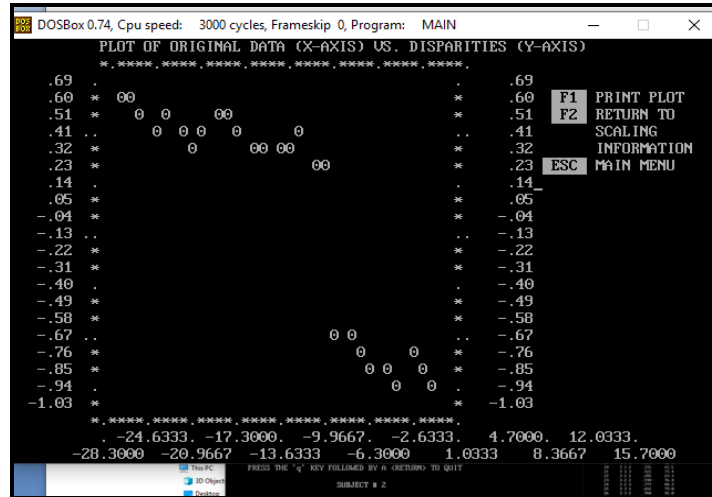 DOSBox 0.74, Cpu speed: 3000 cycles, Frameskip 0, Program: MAIN
PLOT OF ORIGINAL DATA (X-AXIS) VS. DISPARITIES (Y-AXIS)
*.****.****.****.****.****.****.****.
.69 . . .69
.60 * 00 * .60 F1 PRINT PLOT
.51 * 0 0 00 * .51 F2 RETURN TO
.41 .. 0 0 0 0 0 .. .41 SCALING
.32 * 0 00 00 * .32 INFORMATION
.23 * 00 * .23 ESC MAIN MENU
.14 . . .14_
.05 * * .05
-.04 * * -.04
-.13 .. .. -.13
-.22 * * -.22
-.31 * * -.31
-.40 . . -.40
-.49 * * -.49
-.58 * * -.58
-.67 .. 0 0 .. -.67
-.76 * 0 0 * -.76
-.85 * 0 0 0 * -.85
-.94 . 0 0 . -.94
-1.03 * * -1.03
*.****.****.****.****.****.****.****.
. -24.6333. -17.3000. -9.9667. -2.6333. 4.7000. 12.0333.
-28.3000 -20.9667 -13.6333 -6.3000 1.0333 8.3667 15.7000
This PC
PRESS THE 'q' KEY FOLLOWED BY A <RETURN> TO QUIT
3D Object
SUBJECT # 2
Desktop